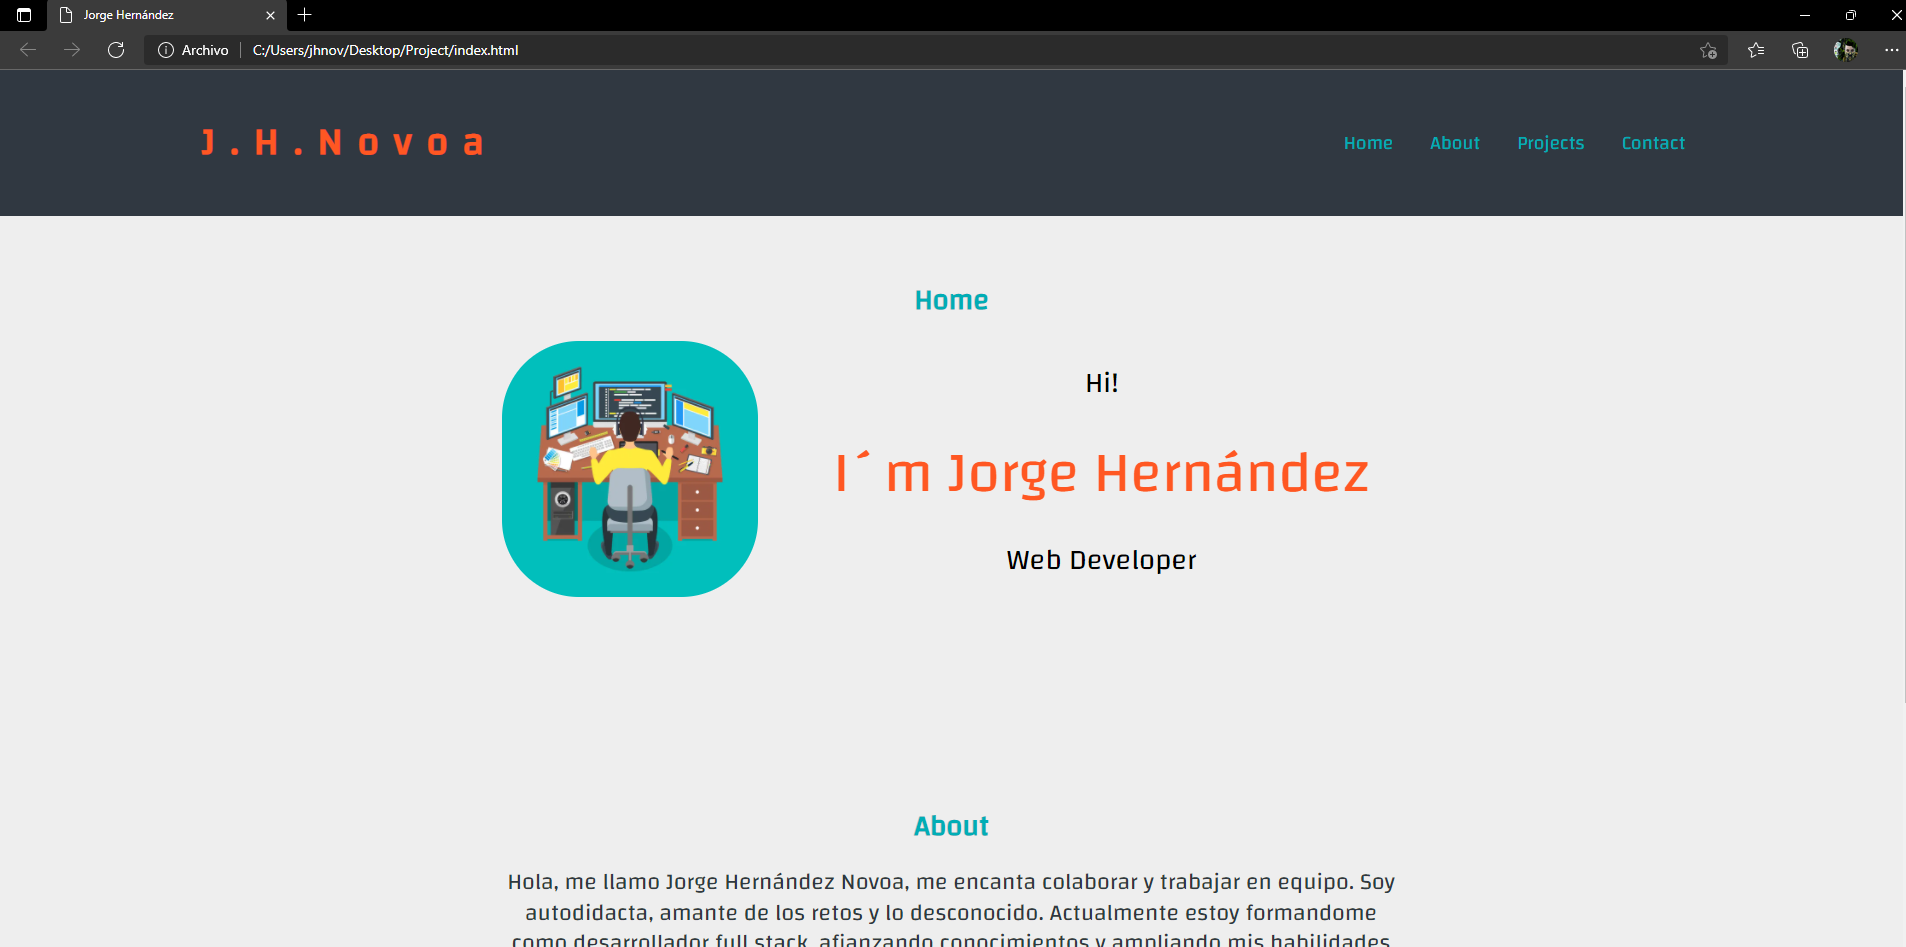 Jorge Hernández
Archivo
C:/Users/jhnov/Desktop/Project/index.html
J.H.Novoa
Home
About
Projects
Contact
Home
Hi!
I´m Jorge Hernández
Web Developer
About
Hola, me llamo Jorge Hernández Novoa, me encanta colaborar y trabajar en equipo. Soy
autodidacta, amante de los retos y lo desconocido. Actualmente estoy formandome
como desarrollador full stack, afianzando conocimientos y ampliando mis habilidades